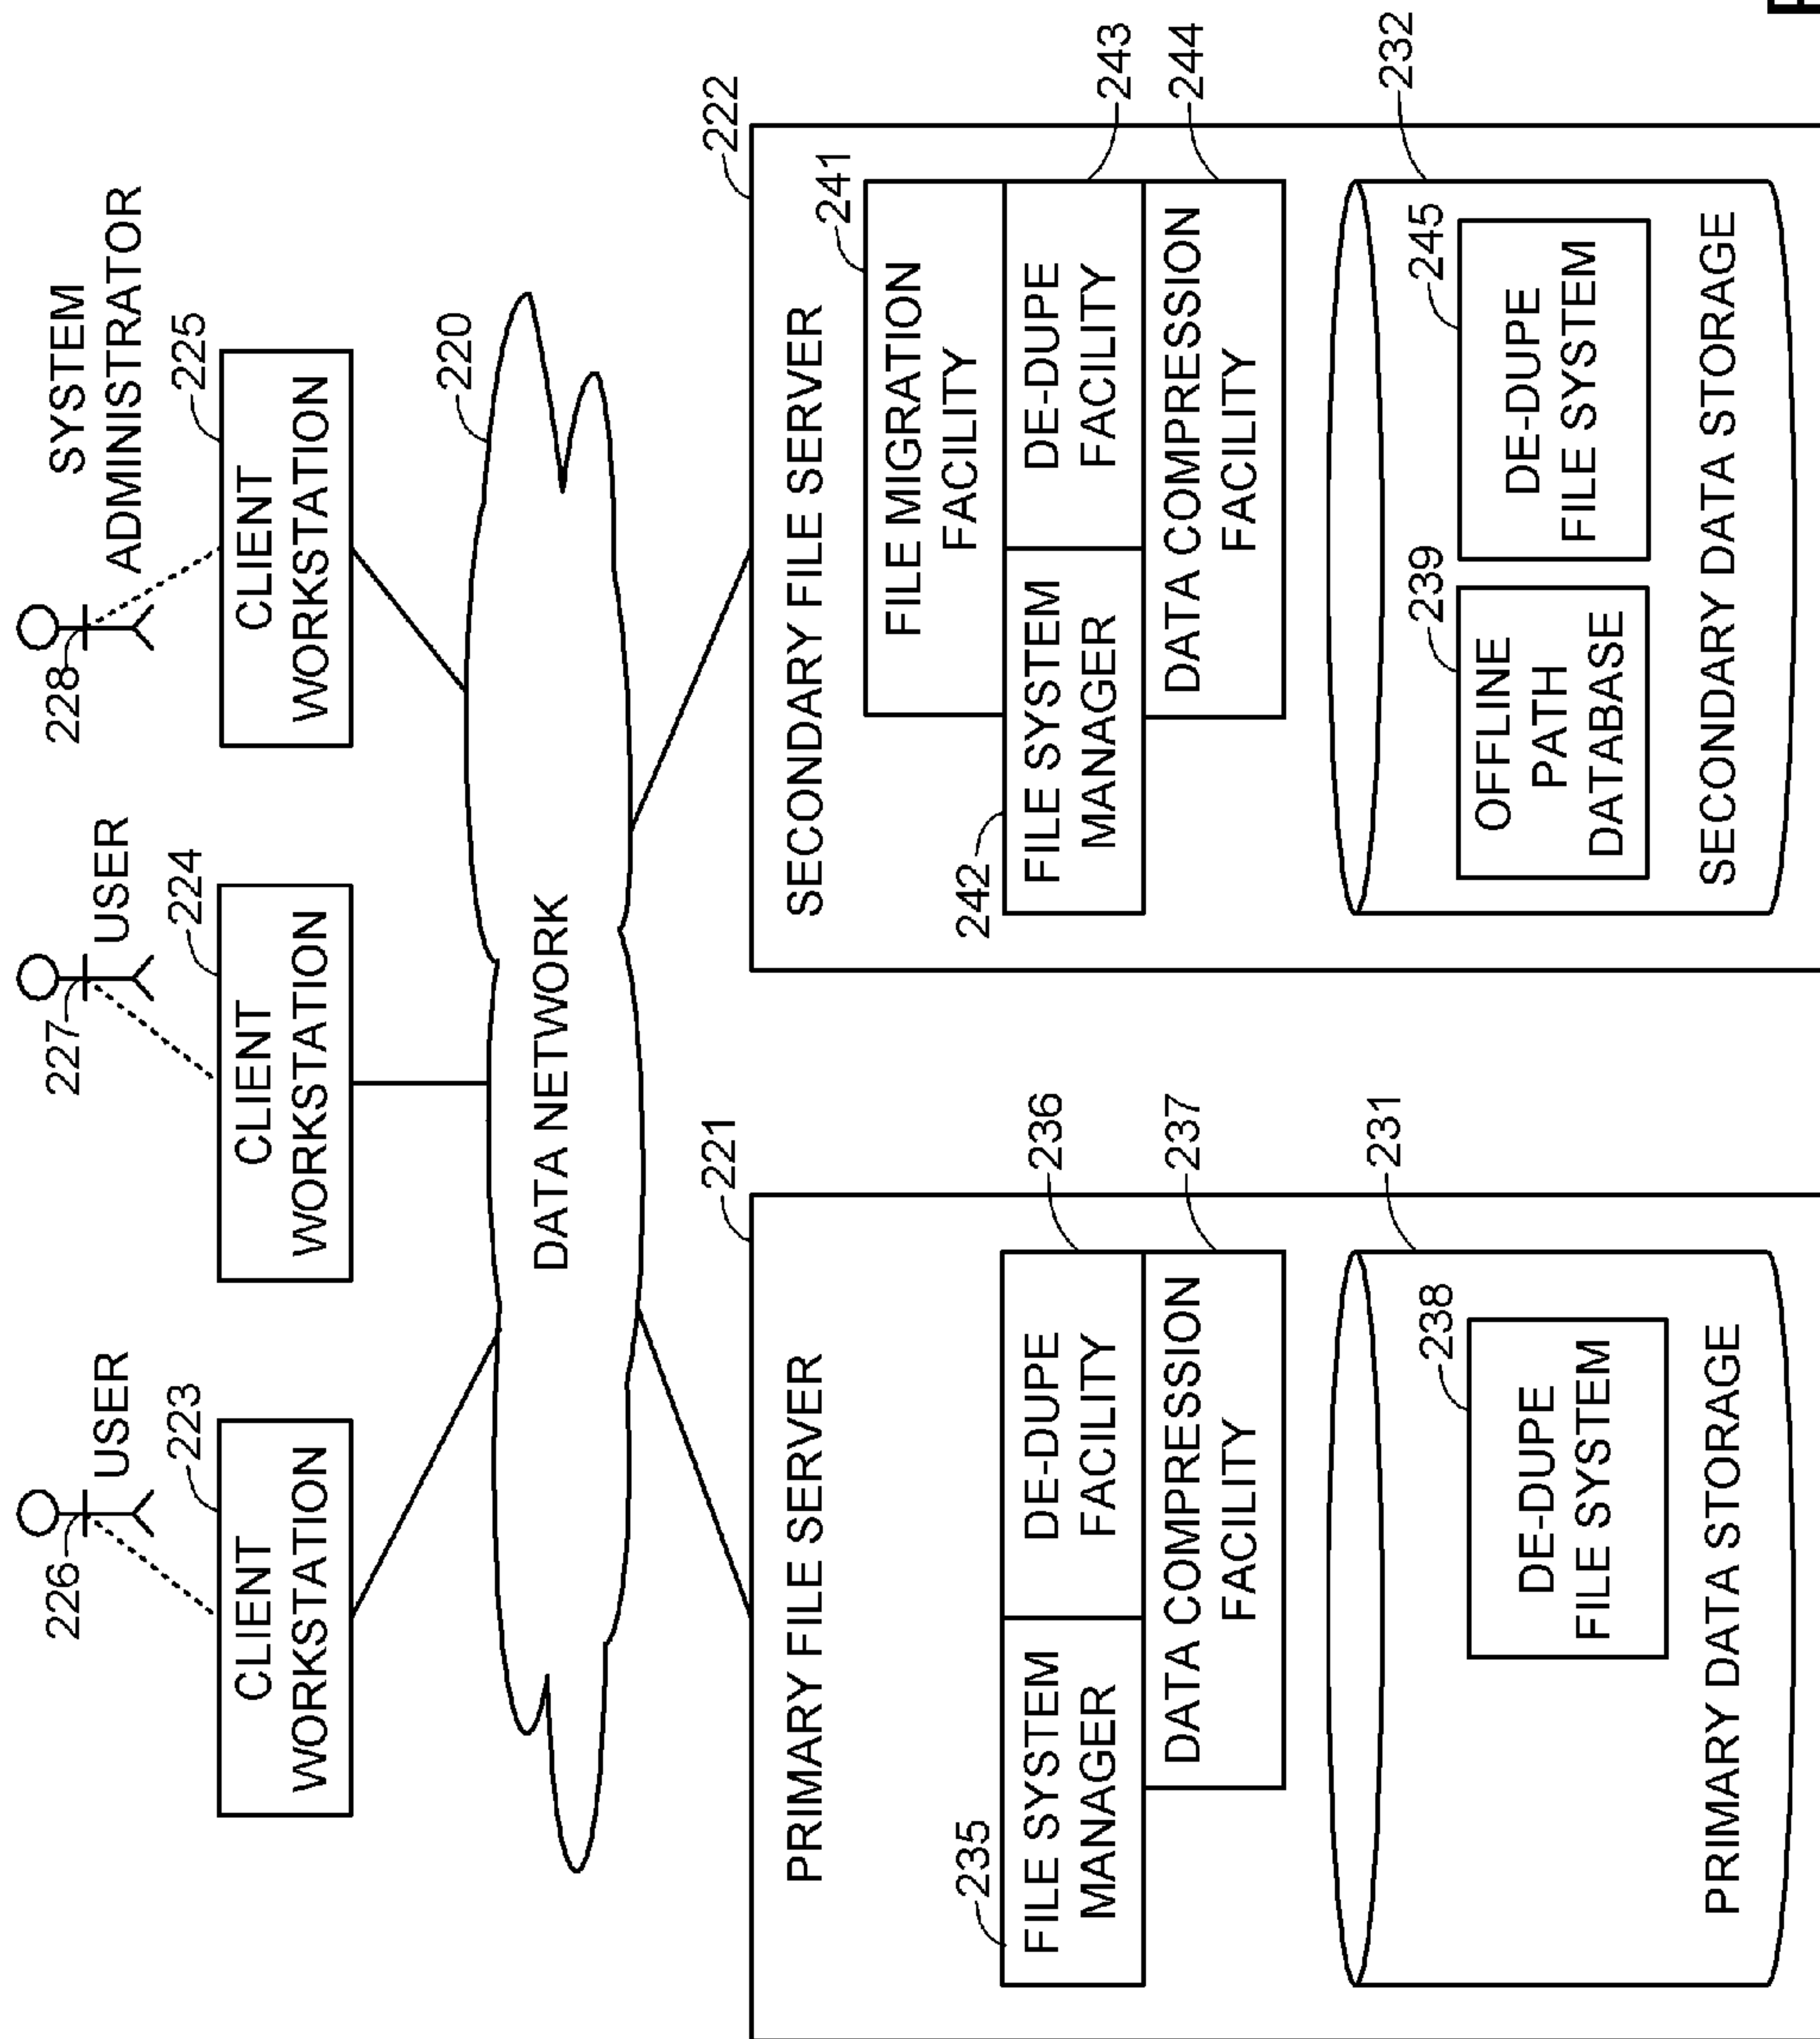 228
SYSTEM
ADMINISTRATOR
227
USER
226
USER
225
CLIENT
WORKSTATION
224
CLIENT
WORKSTATION
223
CLIENT
WORKSTATION
220
DATA NETWORK
221
PRIMARY FILE SERVER
235
FILE SYSTEM
MANAGER
DE-DUPE
FACILITY
236
DATA COMPRESSION
FACILITY
237
231
238
DE-DUPE
FILE SYSTEM
PRIMARY DATA STORAGE
222
SECONDARY FILE SERVER
241
FILE MIGRATION
FACILITY
242
FILE SYSTEM
MANAGER
DE-DUPE
FACILITY
243
DATA COMPRESSION
FACILITY
244
232
239
OFFLINE
PATH
DATABASE
245
DE-DUPE
FILE SYSTEM
SECONDARY DATA STORAGE